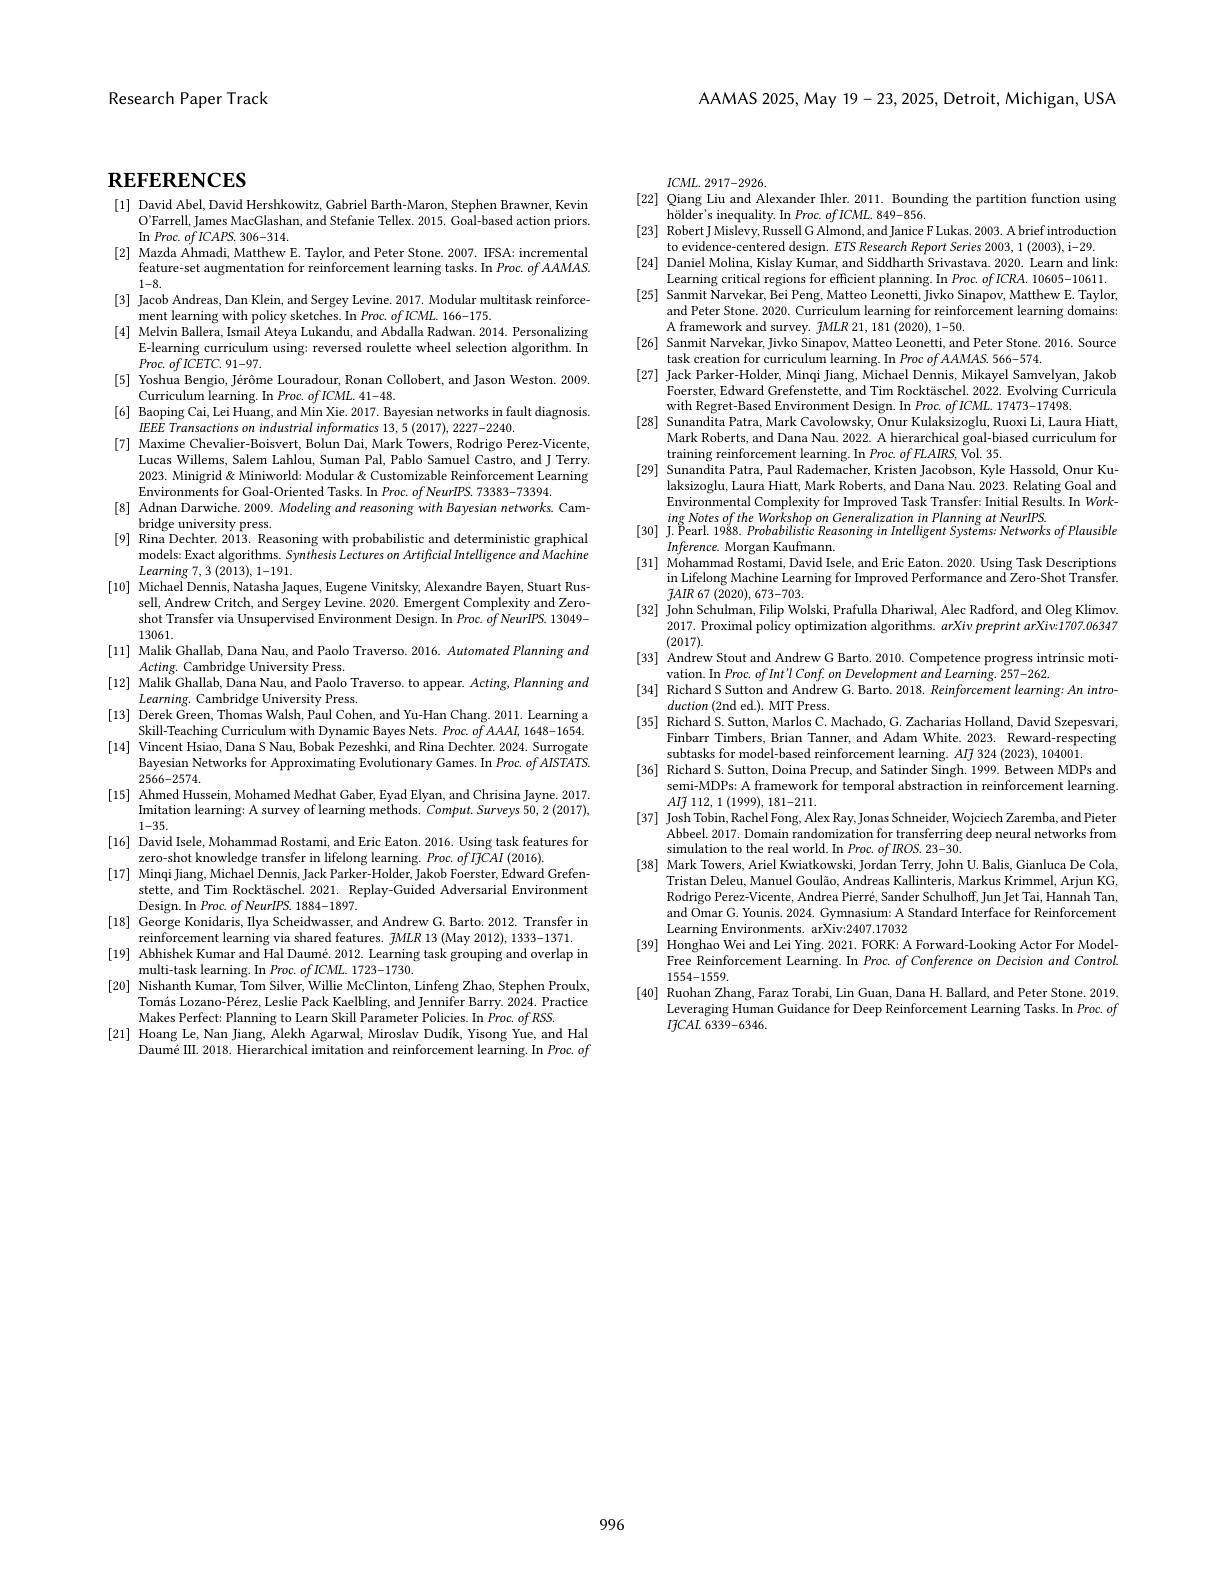 Research Paper Track
AAMAS 2025, May 19 – 23, 2025, Detroit, Michigan, USA
REFERENCES
[1] David Abel, David Hershkowitz, Gabriel Barth-Maron, Stephen Brawner, Kevin
O'Farrell, James MacGlashan, and Stefanie Tellex. 2015. Goal-based action priors.
In Proc. of ICAPS. 306–314.
[2] Mazda Ahmadi, Matthew E. Taylor, and Peter Stone. 2007. IFSA: incremental
feature-set augmentation for reinforcement learning tasks. In Proc. of AAMAS.
1–8.
[3] Jacob Andreas, Dan Klein, and Sergey Levine. 2017. Modular multitask reinforce-
ment learning with policy sketches. In Proc. of ICML. 166–175.
[4] Melvin Ballera, Ismail Ateya Lukandu, and Abdalla Radwan. 2014. Personalizing
E-learning curriculum using: reversed roulette wheel selection algorithm. In
Proc. of ICETC. 91–97.
[5] Yoshua Bengio, Jérôme Louradour, Ronan Collobert, and Jason Weston. 2009.
Curriculum learning. In Proc. of ICML. 41–48.
[6] Baoping Cai, Lei Huang, and Min Xie. 2017. Bayesian networks in fault diagnosis.
IEEE Transactions on industrial informatics 13, 5 (2017), 2227–2240.
[7] Maxime Chevalier-Boisvert, Bolun Dai, Mark Towers, Rodrigo Perez-Vicente,
Lucas Willems, Salem Lahlou, Suman Pal, Pablo Samuel Castro, and J Terry.
2023. Minigrid & Miniworld: Modular & Customizable Reinforcement Learning
Environments for Goal-Oriented Tasks. In Proc. of NeurIPS. 73383–73394.
[8] Adnan Darwiche. 2009. Modeling and reasoning with Bayesian networks. Cam-
bridge university press.
[9] Rina Dechter. 2013. Reasoning with probabilistic and deterministic graphical
models: Exact algorithms. Synthesis Lectures on Artificial Intelligence and Machine
Learning 7, 3 (2013), 1–191.
[10] Michael Dennis, Natasha Jaques, Eugene Vinitsky, Alexandre Bayen, Stuart Rus-
sell, Andrew Critch, and Sergey Levine. 2020. Emergent Complexity and Zero-
shot Transfer via Unsupervised Environment Design. In Proc. of NeurIPS. 13049–
13061.
[11] Malik Ghallab, Dana Nau, and Paolo Traverso. 2016. Automated Planning and
Acting. Cambridge University Press.
[12] Malik Ghallab, Dana Nau, and Paolo Traverso. to appear. Acting, Planning and
Learning. Cambridge University Press.
[13] Derek Green, Thomas Walsh, Paul Cohen, and Yu-Han Chang. 2011. Learning a
Skill-Teaching Curriculum with Dynamic Bayes Nets. Proc. of AAAI, 1648–1654.
[14] Vincent Hsiao, Dana S Nau, Bobak Pezeshki, and Rina Dechter. 2024. Surrogate
Bayesian Networks for Approximating Evolutionary Games. In Proc. of AISTATS.
2566–2574.
[15] Ahmed Hussein, Mohamed Medhat Gaber, Eyad Elyan, and Chrisina Jayne. 2017.
Imitation learning: A survey of learning methods. Comput. Surveys 50, 2 (2017),
1–35.
[16] David Isele, Mohammad Rostami, and Eric Eaton. 2016. Using task features for
zero-shot knowledge transfer in lifelong learning. Proc. of IJCAI (2016).
[17] Minqi Jiang, Michael Dennis, Jack Parker-Holder, Jakob Foerster, Edward Grefen-
stette, and Tim Rocktäschel. 2021. Replay-Guided Adversarial Environment
Design. In Proc. of NeurIPS. 1884–1897.
[18] George Konidaris, Ilya Scheidwasser, and Andrew G. Barto. 2012. Transfer in
reinforcement learning via shared features. JMLR 13 (May 2012), 1333–1371.
[19] Abhishek Kumar and Hal Daumé. 2012. Learning task grouping and overlap in
multi-task learning. In Proc. of ICML. 1723–1730.
[20] Nishanth Kumar, Tom Silver, Willie McClinton, Linfeng Zhao, Stephen Proulx,
Tomás Lozano-Pérez, Leslie Pack Kaelbling, and Jennifer Barry. 2024. Practice
Makes Perfect: Planning to Learn Skill Parameter Policies. In Proc. of RSS.
[21] Hoang Le, Nan Jiang, Alekh Agarwal, Miroslav Dudík, Yisong Yue, and Hal
Daumé III. 2018. Hierarchical imitation and reinforcement learning. In Proc. of
ICML. 2917–2926.
[22] Qiang Liu and Alexander Ihler. 2011. Bounding the partition function using
hölder's inequality. In Proc. of ICML. 849–856.
[23] Robert J Mislevy, Russell G Almond, and Janice F Lukas. 2003. A brief introduction
to evidence-centered design. ETS Research Report Series 2003, 1 (2003), i–29.
[24] Daniel Molina, Kislay Kumar, and Siddharth Srivastava. 2020. Learn and link:
Learning critical regions for efficient planning. In Proc. of ICRA. 10605–10611.
[25] Sanmit Narvekar, Bei Peng, Matteo Leonetti, Jivko Sinapov, Matthew E. Taylor,
and Peter Stone. 2020. Curriculum learning for reinforcement learning domains:
A framework and survey. JMLR 21, 181 (2020), 1–50.
[26] Sanmit Narvekar, Jivko Sinapov, Matteo Leonetti, and Peter Stone. 2016. Source
task creation for curriculum learning. In Proc of AAMAS. 566–574.
[27] Jack Parker-Holder, Minqi Jiang, Michael Dennis, Mikayel Samvelyan, Jakob
Foerster, Edward Grefenstette, and Tim Rocktäschel. 2022. Evolving Curricula
with Regret-Based Environment Design. In Proc. of ICML. 17473–17498.
[28] Sunandita Patra, Mark Cavolowsky, Onur Kulaksizoglu, Ruoxi Li, Laura Hiatt,
Mark Roberts, and Dana Nau. 2022. A hierarchical goal-biased curriculum for
training reinforcement learning. In Proc. of FLAIRS, Vol. 35.
[29] Sunandita Patra, Paul Rademacher, Kristen Jacobson, Kyle Hassold, Onur Ku-
laksizoglu, Laura Hiatt, Mark Roberts, and Dana Nau. 2023. Relating Goal and
Environmental Complexity for Improved Task Transfer: Initial Results. In Work-
ing Notes of the Workshop on Generalization in Planning at NeurIPS.
[30] J. Pearl. 1988. Probabilistic Reasoning in Intelligent Systems: Networks of Plausible
Inference. Morgan Kaufmann.
[31] Mohammad Rostami, David Isele, and Eric Eaton. 2020. Using Task Descriptions
in Lifelong Machine Learning for Improved Performance and Zero-Shot Transfer.
JAIR 67 (2020), 673–703.
[32] John Schulman, Filip Wolski, Prafulla Dhariwal, Alec Radford, and Oleg Klimov.
2017. Proximal policy optimization algorithms. arXiv preprint arXiv:1707.06347
(2017).
[33] Andrew Stout and Andrew G Barto. 2010. Competence progress intrinsic moti-
vation. In Proc. of Int'l Conf. on Development and Learning. 257–262.
[34] Richard S Sutton and Andrew G. Barto. 2018. Reinforcement learning: An intro-
duction (2nd ed.). MIT Press.
[35] Richard S. Sutton, Marlos C. Machado, G. Zacharias Holland, David Szepesvari,
Finbarr Timbers, Brian Tanner, and Adam White. 2023. Reward-respecting
subtasks for model-based reinforcement learning. AIJ 324 (2023), 104001.
[36] Richard S. Sutton, Doina Precup, and Satinder Singh. 1999. Between MDPs and
semi-MDPs: A framework for temporal abstraction in reinforcement learning.
AIJ 112, 1 (1999), 181–211.
[37] Josh Tobin, Rachel Fong, Alex Ray, Jonas Schneider, Wojciech Zaremba, and Pieter
Abbeel. 2017. Domain randomization for transferring deep neural networks from
simulation to the real world. In Proc. of IROS. 23–30.
[38] Mark Towers, Ariel Kwiatkowski, Jordan Terry, John U. Balis, Gianluca De Cola,
Tristan Deleu, Manuel Goulão, Andreas Kallinteris, Markus Krimmel, Arjun KG,
Rodrigo Perez-Vicente, Andrea Pierré, Sander Schulhoff, Jun Jet Tai, Hannah Tan,
and Omar G. Younis. 2024. Gymnasium: A Standard Interface for Reinforcement
Learning Environments. arXiv:2407.17032
[39] Honghao Wei and Lei Ying. 2021. FORK: A Forward-Looking Actor For Model-
Free Reinforcement Learning. In Proc. of Conference on Decision and Control.
1554–1559.
[40] Ruohan Zhang, Faraz Torabi, Lin Guan, Dana H. Ballard, and Peter Stone. 2019.
Leveraging Human Guidance for Deep Reinforcement Learning Tasks. In Proc. of
IJCAI. 6339–6346.
996